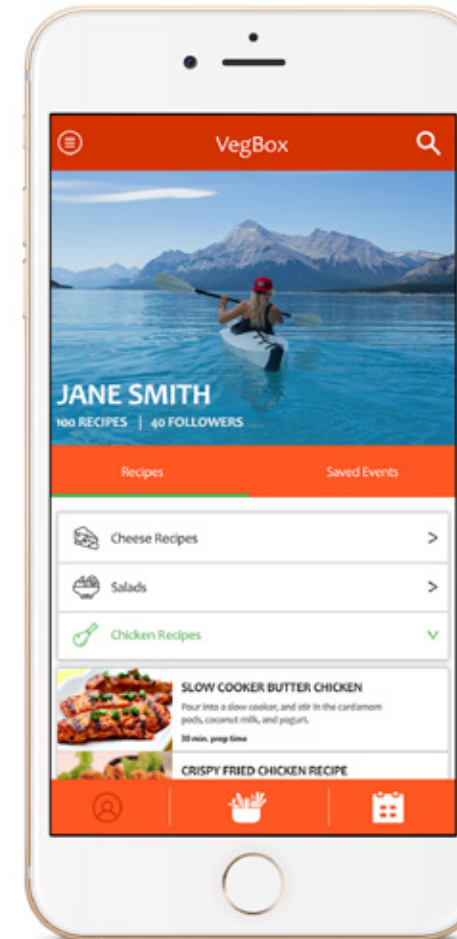 VegBox
JANE SMITH
100 RECIPES | 40 FOLLOWERS
Recipes
Saved Events
Cheese Recipes
Salads
Chicken Recipes
SLOW COOKER BUTTER CHICKEN
Pour into a slow cooker, and stir in the cardamom
pods, coconut milk, and yogurt.
30 min. prep time
CRISPY FRIED CHICKEN RECIPE